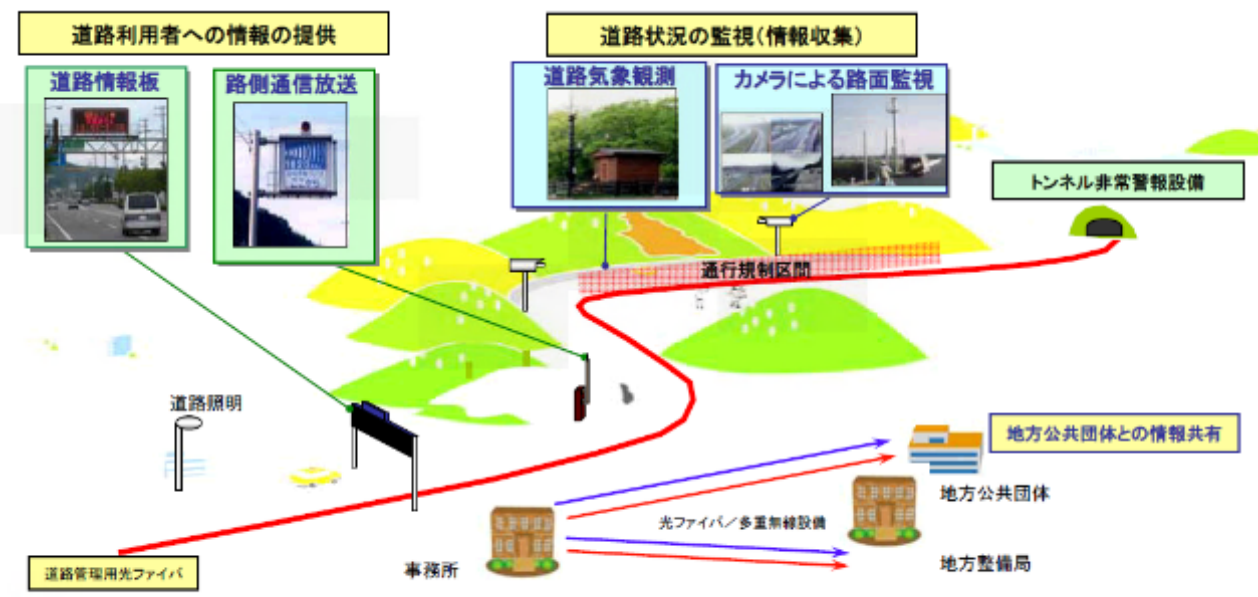 道路利用者への情報の提供
道路状況の監視(情報収集)
道路情報板
路側通信放送
道路気象観測
カメラによる路面監視
トンネル非常警報設備
通行規制区間
道路照明
地方公共団体との情報共有
地方公共団体
光ファイバ/多重無線設備
事務所
地方整備局
道路管理用光ファイバ